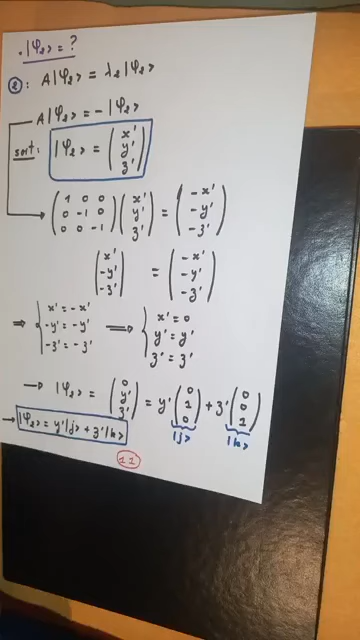 . |φ₂> = ?
② : A|φ₂> = λ₂|φ₂>
A|φ₂> = -|φ₂>
soit : |φ₂> = (x' y' z')
(1 0 0 0 -1 0 0 0 -1) (x' y' z') = (-x' -y' -z')
(x' -y' -z') = (-x' -y' -z')
⇒ { x' = -x' -y' = -y' -z' = -z' ⟹ { x' = 0 y' = y' z' = z'
→ |φ₂> = (0 y' z') = y' (0 1 0) + z' (0 0 1)
|j> |k>
→ |φ₂> = y'|j> + z'|k>
11